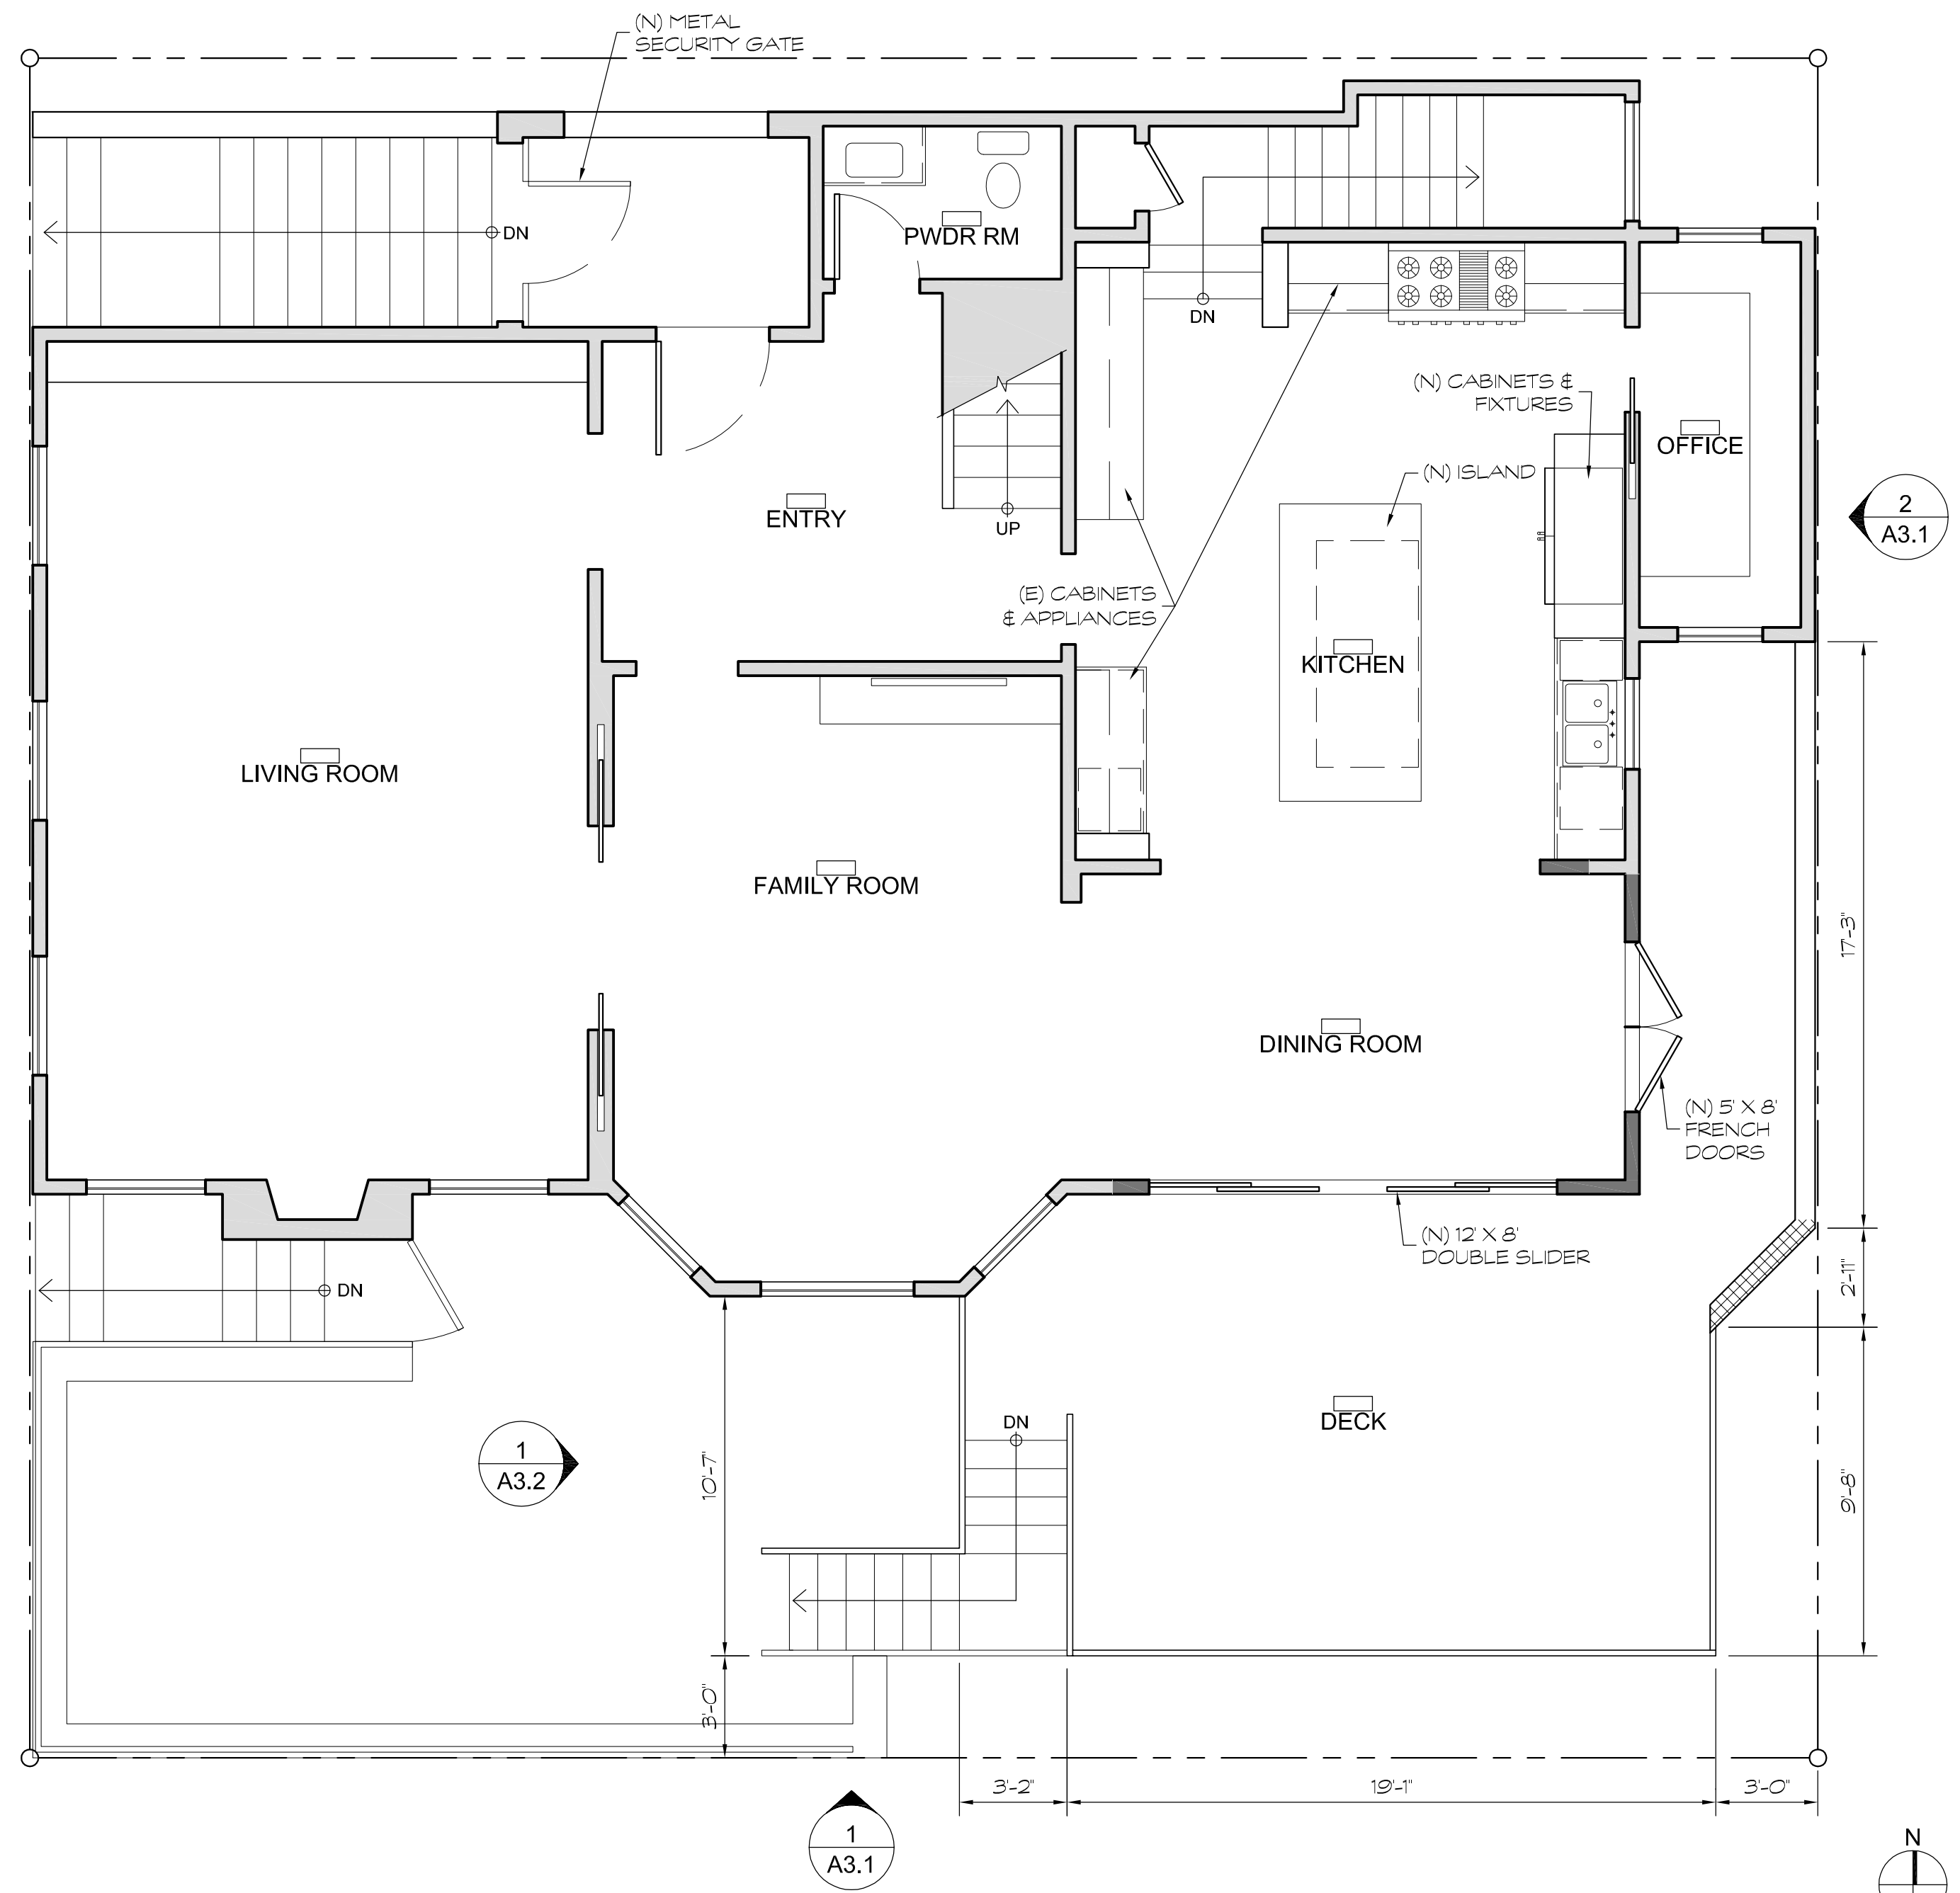 (N) METAL
SECURITY GATE
DN
PWDR RM
DN
(N) CABINETS &
FIXTURES
OFFICE
(N) ISLAND
2
A3.1
ENTRY
UP
(E) CABINETS
& APPLIANCES
KITCHEN
LIVING ROOM
FAMILY ROOM
17'-3"
DINING ROOM
(N) 5' X 8'
FRENCH
DOORS
(N) 12' X 8'
DOUBLE SLIDER
2'-11"
DN
DECK
DN
1
A3.2
10'-7"
9'-8"
3'-0"
3'-2"
19'-1"
3'-0"
1
A3.1
N